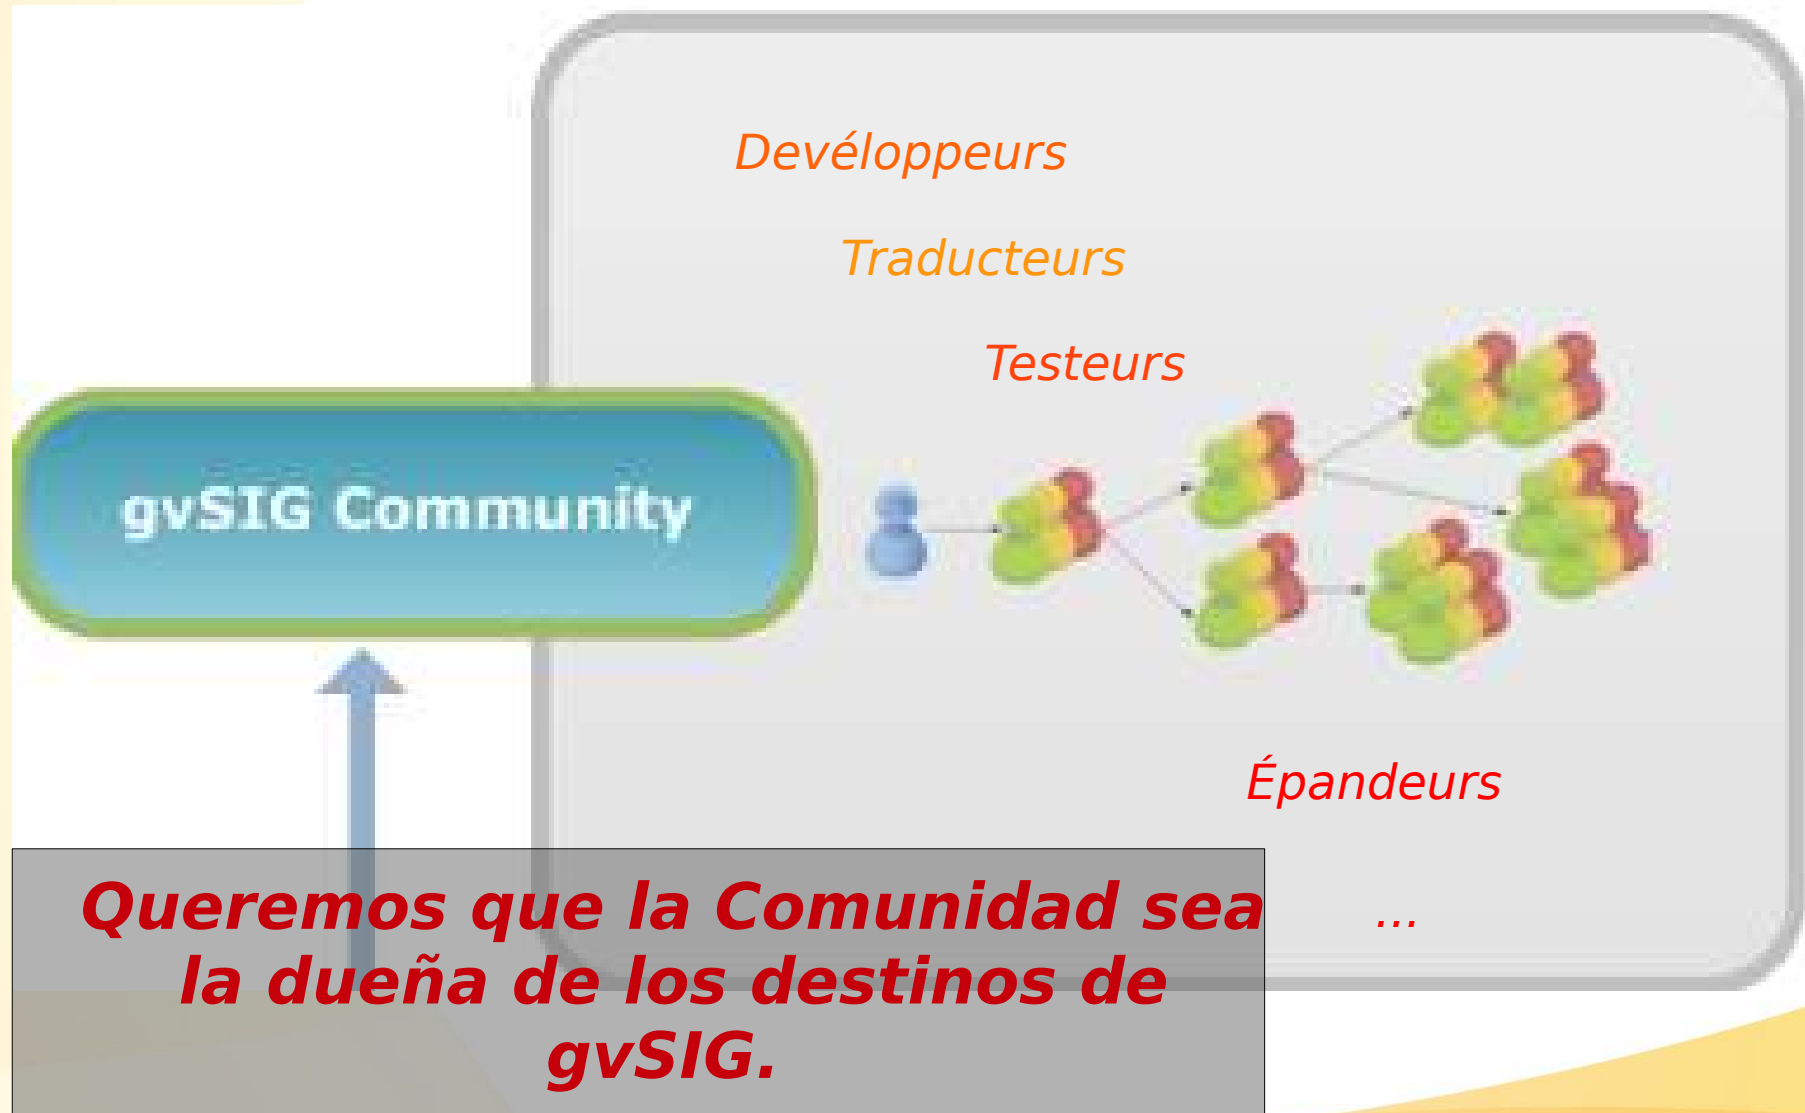 Devéloppeurs
Traducteurs
Testeurs
gvSIG Community
Épandeurs
...
Queremos que la Comunidad sea
la dueña de los destinos de
gvSIG.